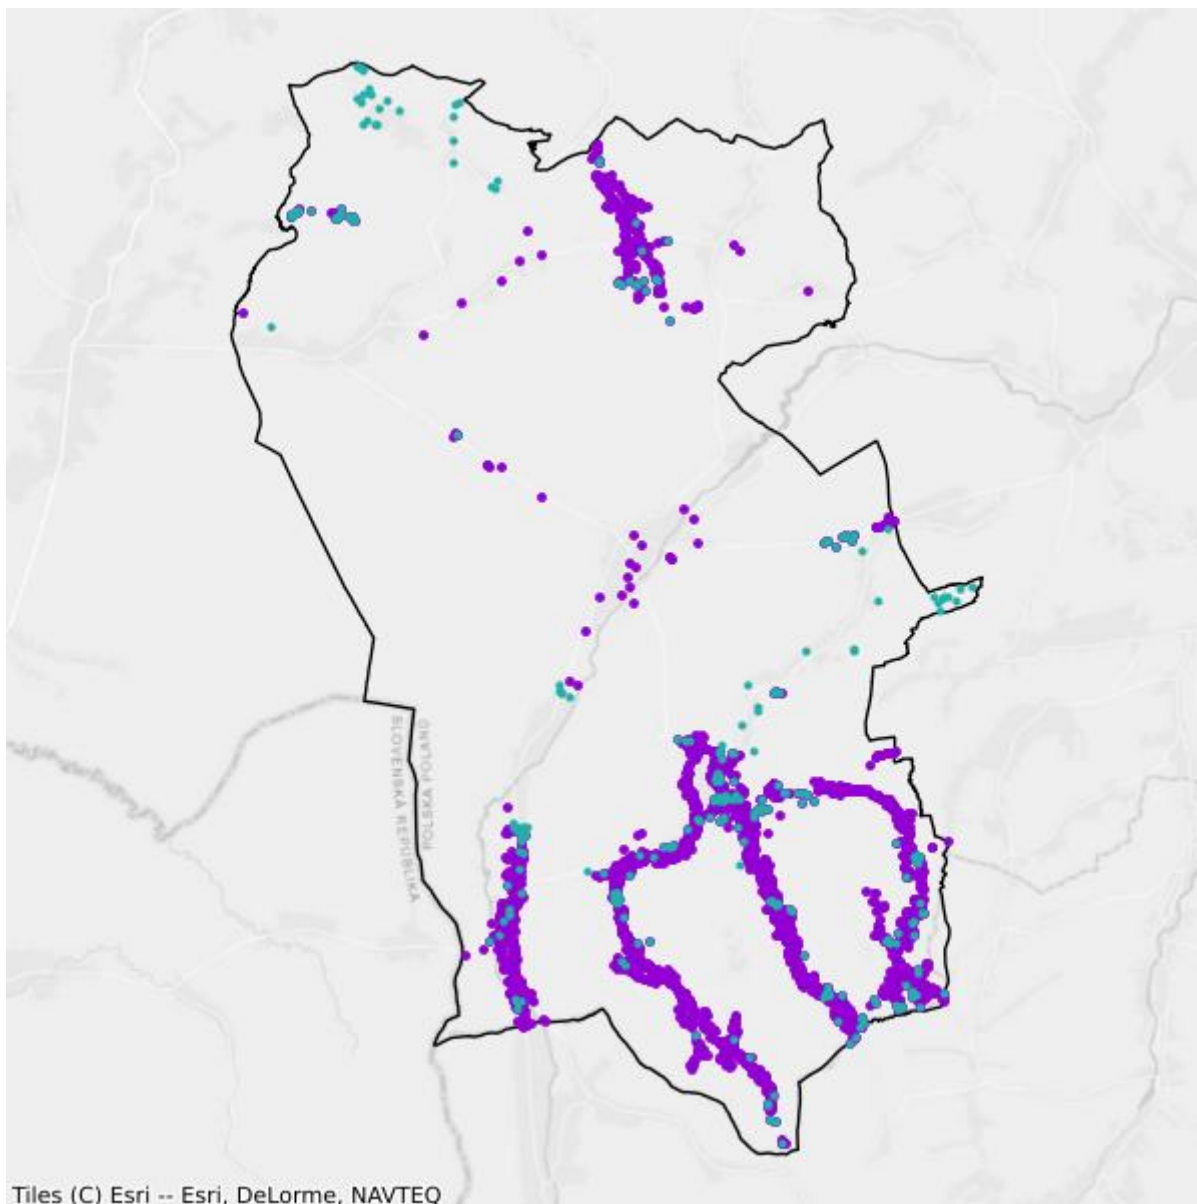 SLOVENSKÁ REPUBLIKA
POLSKA POLAND
Tiles (C) Esri -- Esri, DeLorme, NAVTEQ